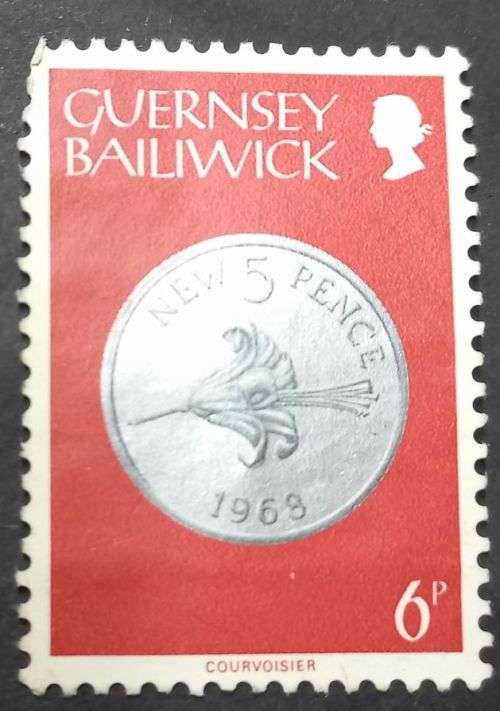 GUERNSEY
BAILIWICK
NEW 5 PENCE
1968
6P
COURVOISIER